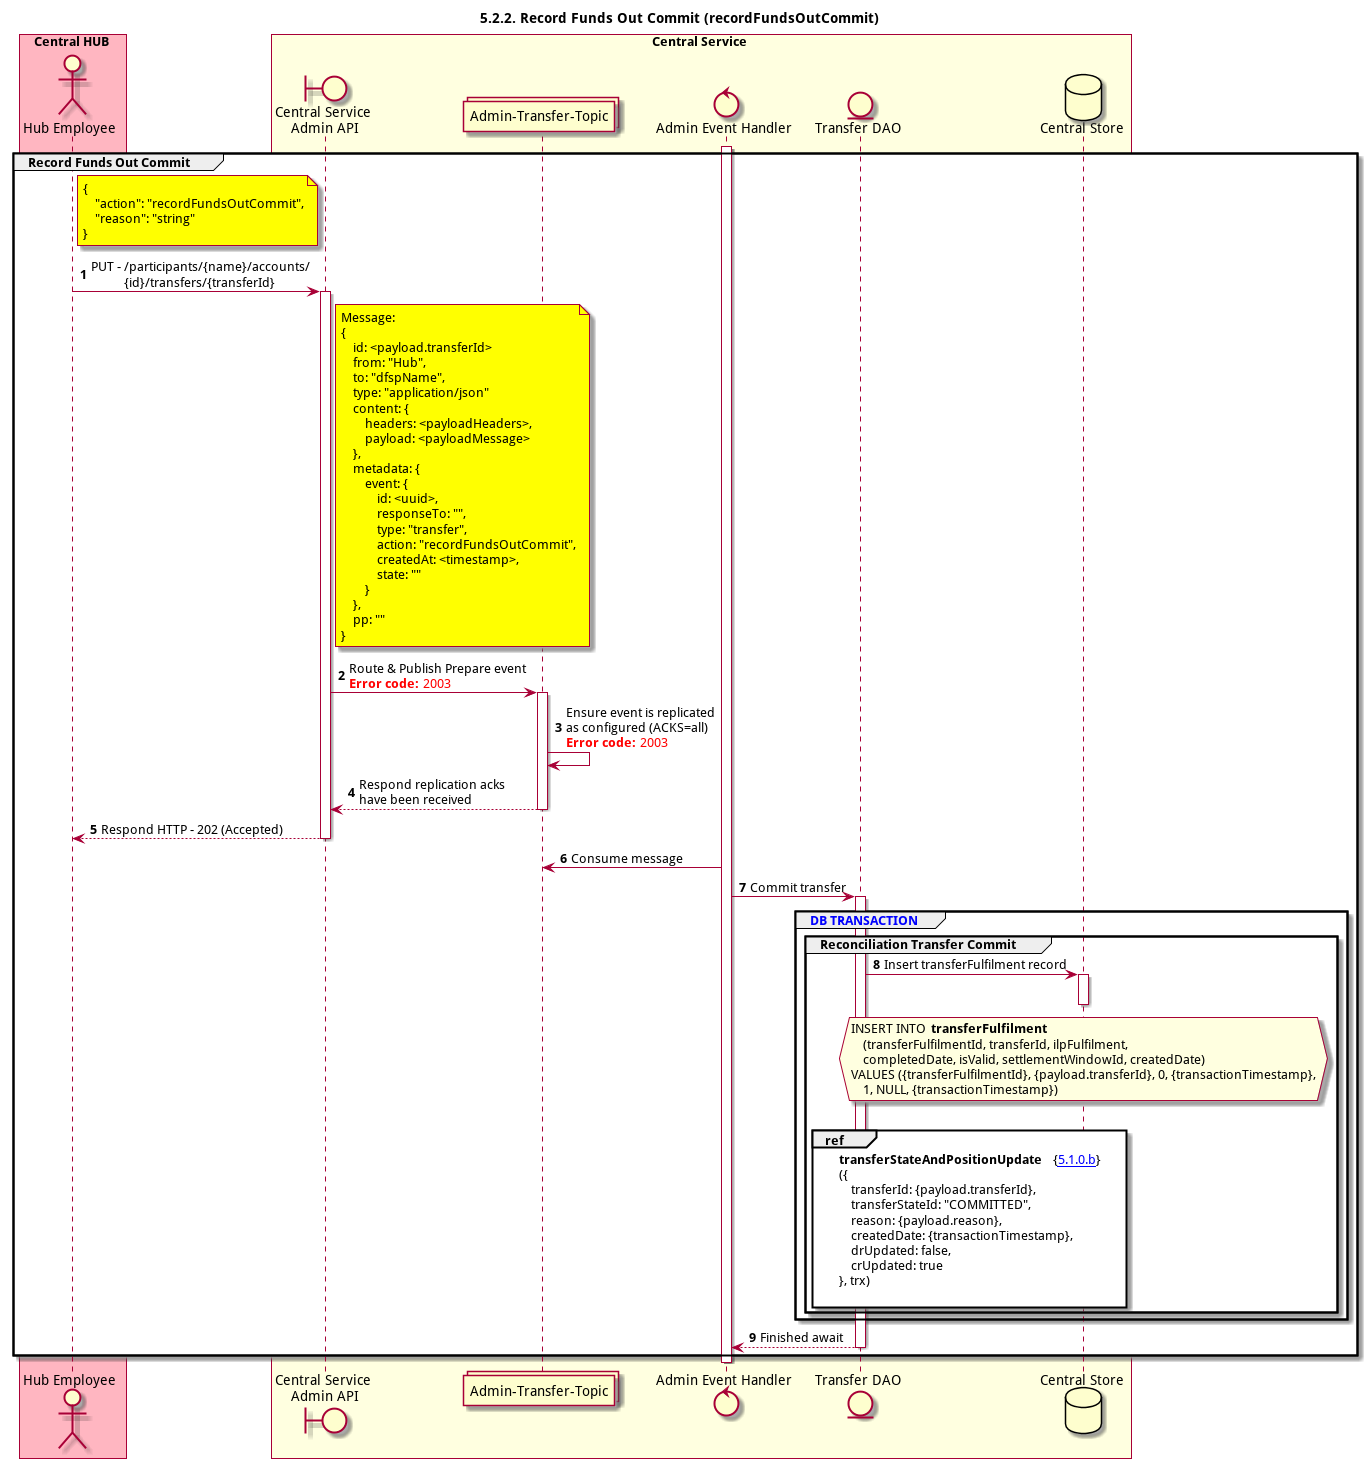 5.2.2. Record Funds Out Commit (recordFundsOutCommit)
Central HUB
Central Service
Hub Employee
Central Service
Admin API
Admin-Transfer-Topic
Admin Event Handler
Transfer DAO
Central Store
Record Funds Out Commit
{
"action": "recordFundsOutCommit",
"reason": "string"
}
1 PUT - /participants/{name}/accounts/
{id}/transfers/{transferId}
Message:
{
id: <payload.transferId>
from: "Hub",
to: "dfspName",
type: "application/json"
content: {
headers: <payloadHeaders>,
payload: <payloadMessage>
},
metadata: {
event: {
id: <uuid>,
responseTo: "",
type: "transfer",
action: "recordFundsOutCommit",
createdAt: <timestamp>,
state: ""
}
},
pp: ""
}
2 Route & Publish Prepare event
Error code: 2003
3 Ensure event is replicated
as configured (ACKS=all)
Error code: 2003
4 Respond replication acks
have been received
5 Respond HTTP - 202 (Accepted)
6 Consume message
7 Commit transfer
DB TRANSACTION
Reconciliation Transfer Commit
8 Insert transferFulfilment record
INSERT INTO transferFulfilment
(transferFulfilmentId, transferId, ilpFulfilment,
completedDate, isValid, settlementWindowId, createdDate)
VALUES ({transferFulfilmentId}, {payload.transferId}, 0, {transactionTimestamp},
1, NULL, {transactionTimestamp})
ref
transferStateAndPositionUpdate {5.1.0.b}
({
transferId: {payload.transferId},
transferStateId: "COMMITTED",
reason: {payload.reason},
createdDate: {transactionTimestamp},
drUpdated: false,
crUpdated: true
}, trx)
9 Finished await
Hub Employee
Central Service
Admin API
Admin-Transfer-Topic
Admin Event Handler
Transfer DAO
Central Store